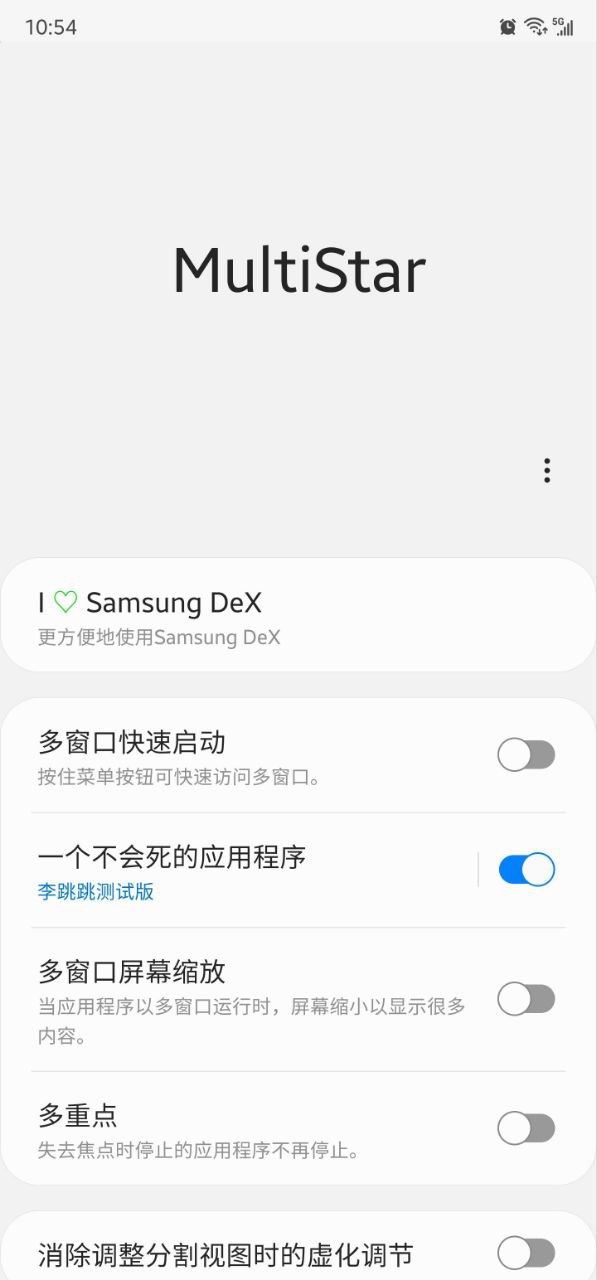 10:54
5G
MultiStar
I ♡ Samsung DeX
更方便地使用Samsung DeX
多窗口快速启动
按住菜单按钮可快速访问多窗口。
一个不会死的应用程序
李跳跳测试版
多窗口屏幕缩放
当应用程序以多窗口运行时，屏幕缩小以显示很多
内容。
多重点
失去焦点时停止的应用程序不再停止。
消除调整分割视图时的虚化调节